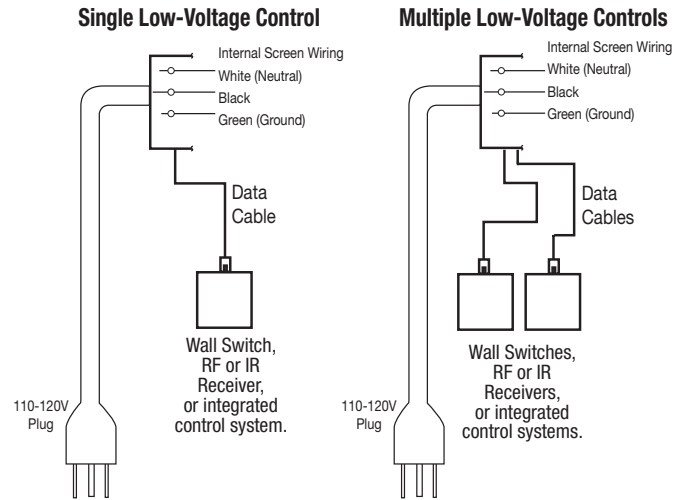 Single Low-Voltage Control
Internal Screen Wiring
White (Neutral)
Black
Green (Ground)
Data
Cable
Wall Switch,
RF or IR
Receiver,
or integrated
control system.
110-120V
Plug
Multiple Low-Voltage Controls
Internal Screen Wiring
White (Neutral)
Black
Green (Ground)
Data
Cables
Wall Switches,
RF or IR
Receivers,
or integrated
control systems.
110-120V
Plug